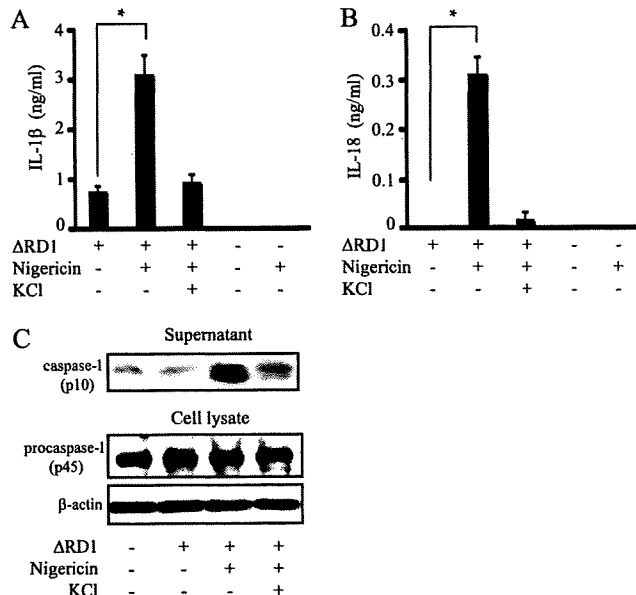 A
*
IL-1β (ng/ml)
4
3
2
1
0
ΔRD1 + + + - -
Nigericin - + + - +
KCl +
B
*
IL-18 (ng/ml)
0.4
0.3
0.2
0.1
0
ΔRD1 + + + - -
Nigericin - + + - +
KCl +
C
Supernatant
caspase-1
(p10)
Cell lysate
procaspase-1
(p45)
β-actin
ΔRD1 - + + +
Nigericin - - + +
KCl +